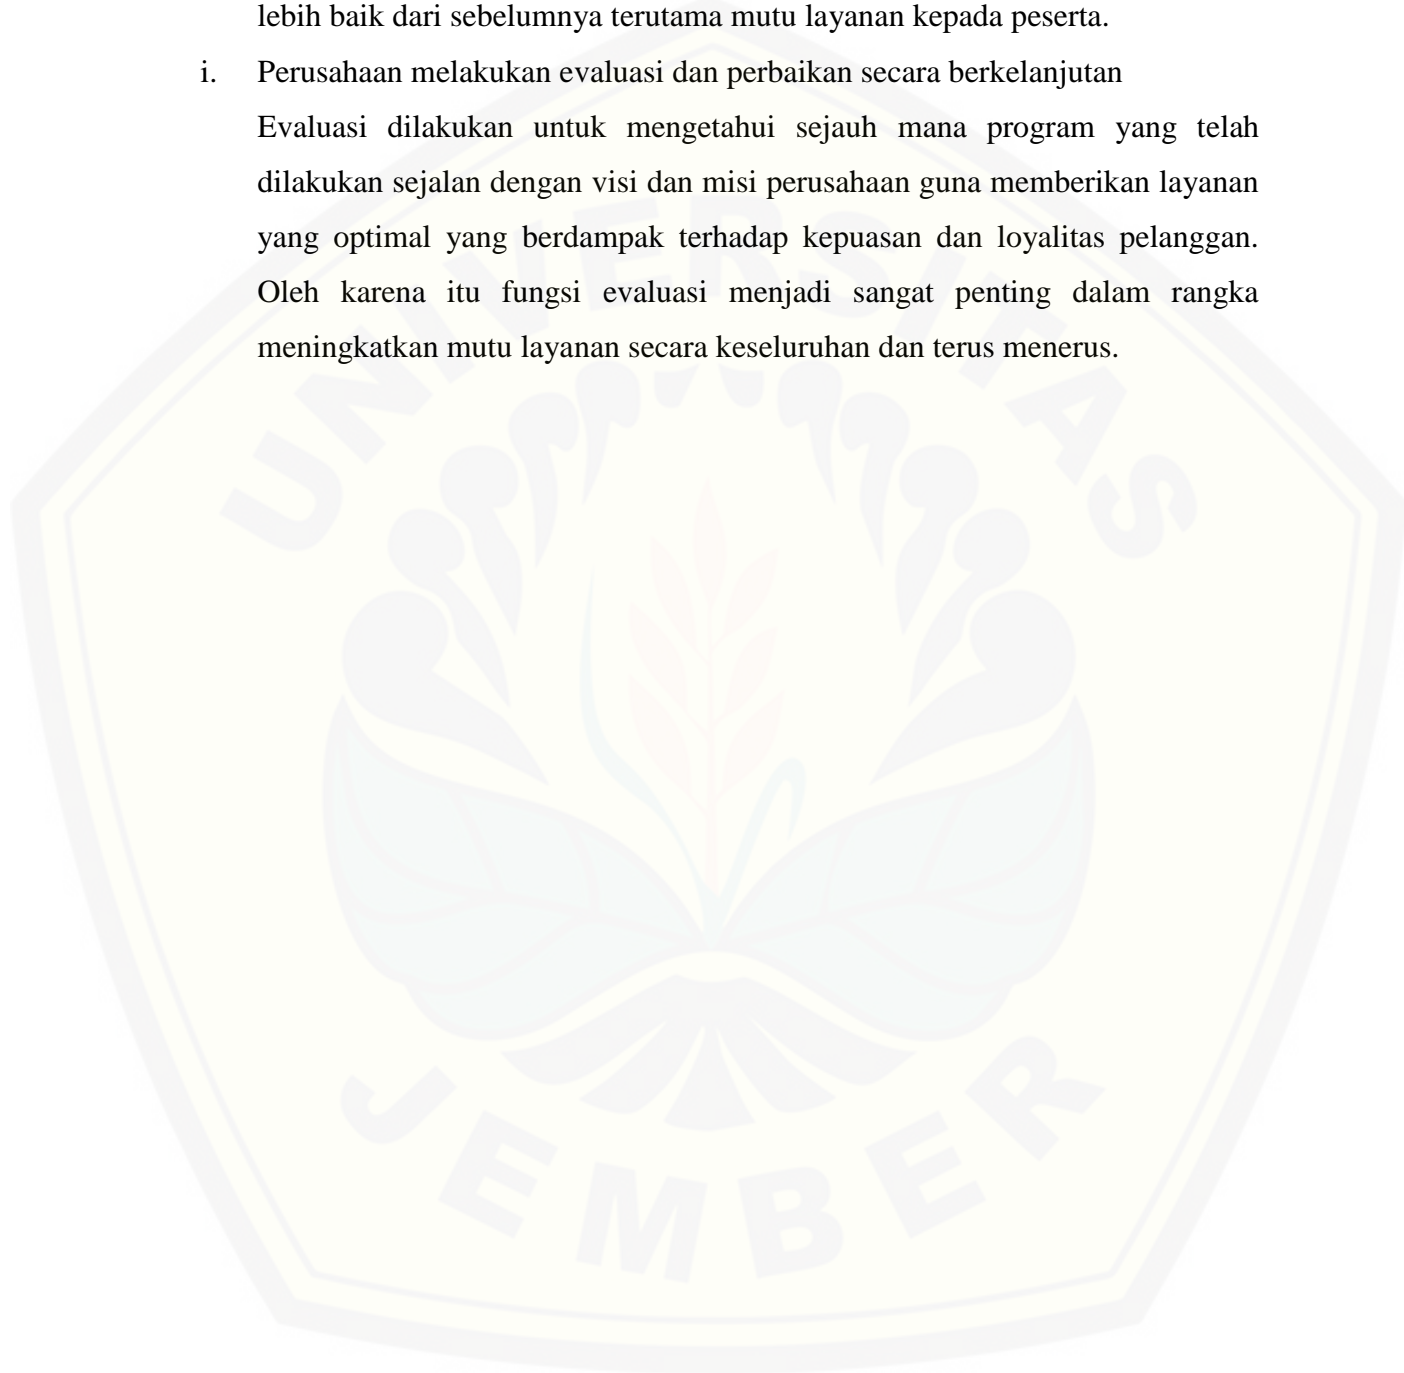 lebih baik dari sebelumnya terutama mutu layanan kepada peserta.
i. Perusahaan melakukan evaluasi dan perbaikan secara berkelanjutan
Evaluasi dilakukan untuk mengetahui sejauh mana program yang telah
dilakukan sejalan dengan visi dan misi perusahaan guna memberikan layanan
yang optimal yang berdampak terhadap kepuasan dan loyalitas pelanggan.
Oleh karena itu fungsi evaluasi menjadi sangat penting dalam rangka
meningkatkan mutu layanan secara keseluruhan dan terus menerus.
UNIVERSITAS
JEMBER